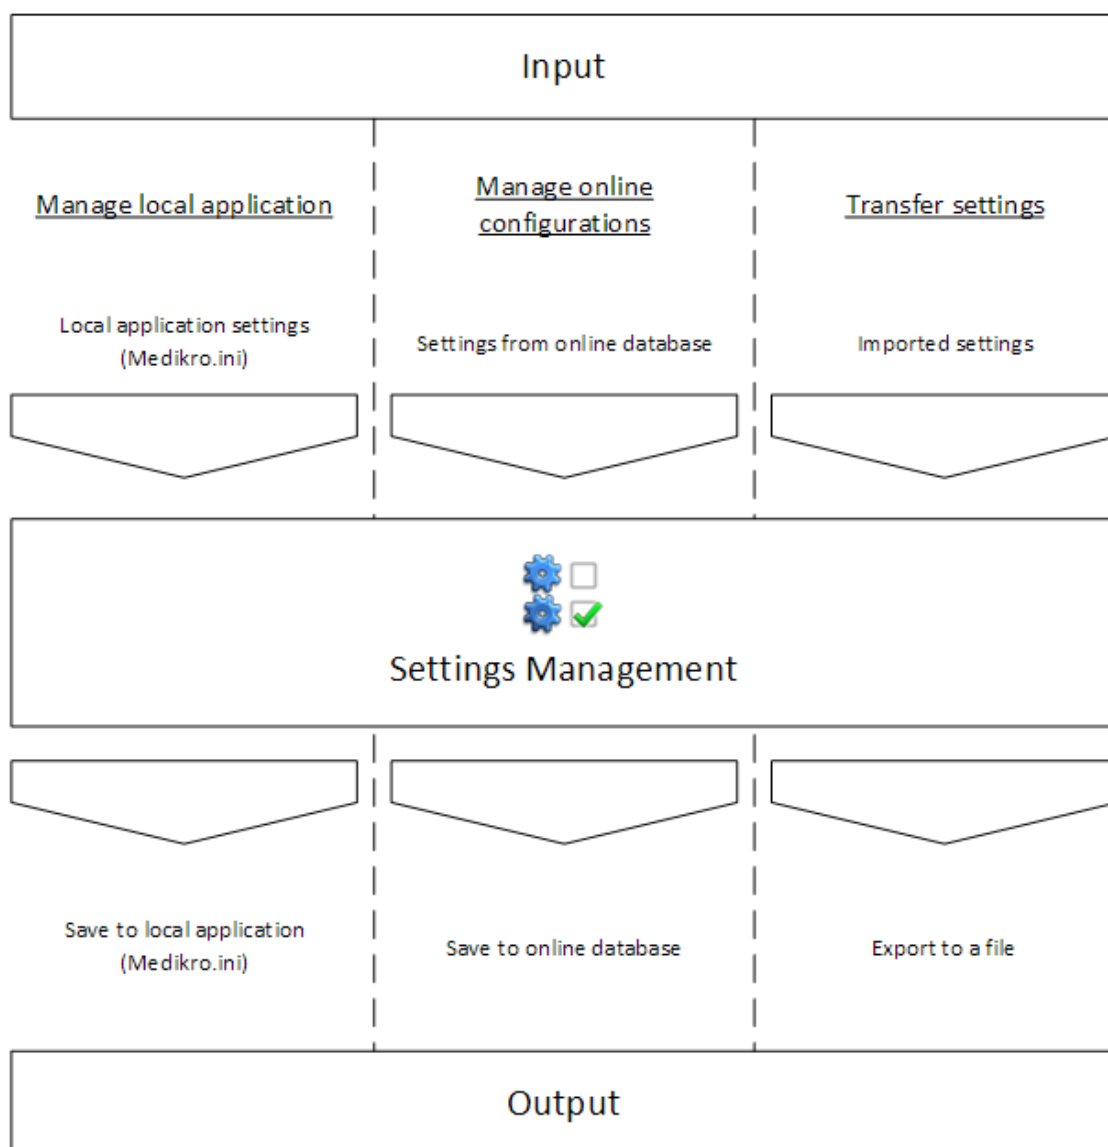 Input
Manage local application
Manage online
configurations
Transfer settings
Local application settings
(Medikro.ini)
Settings from online database
Imported settings
Settings Management
Save to local application
(Medikro.ini)
Save to online database
Export to a file
Output